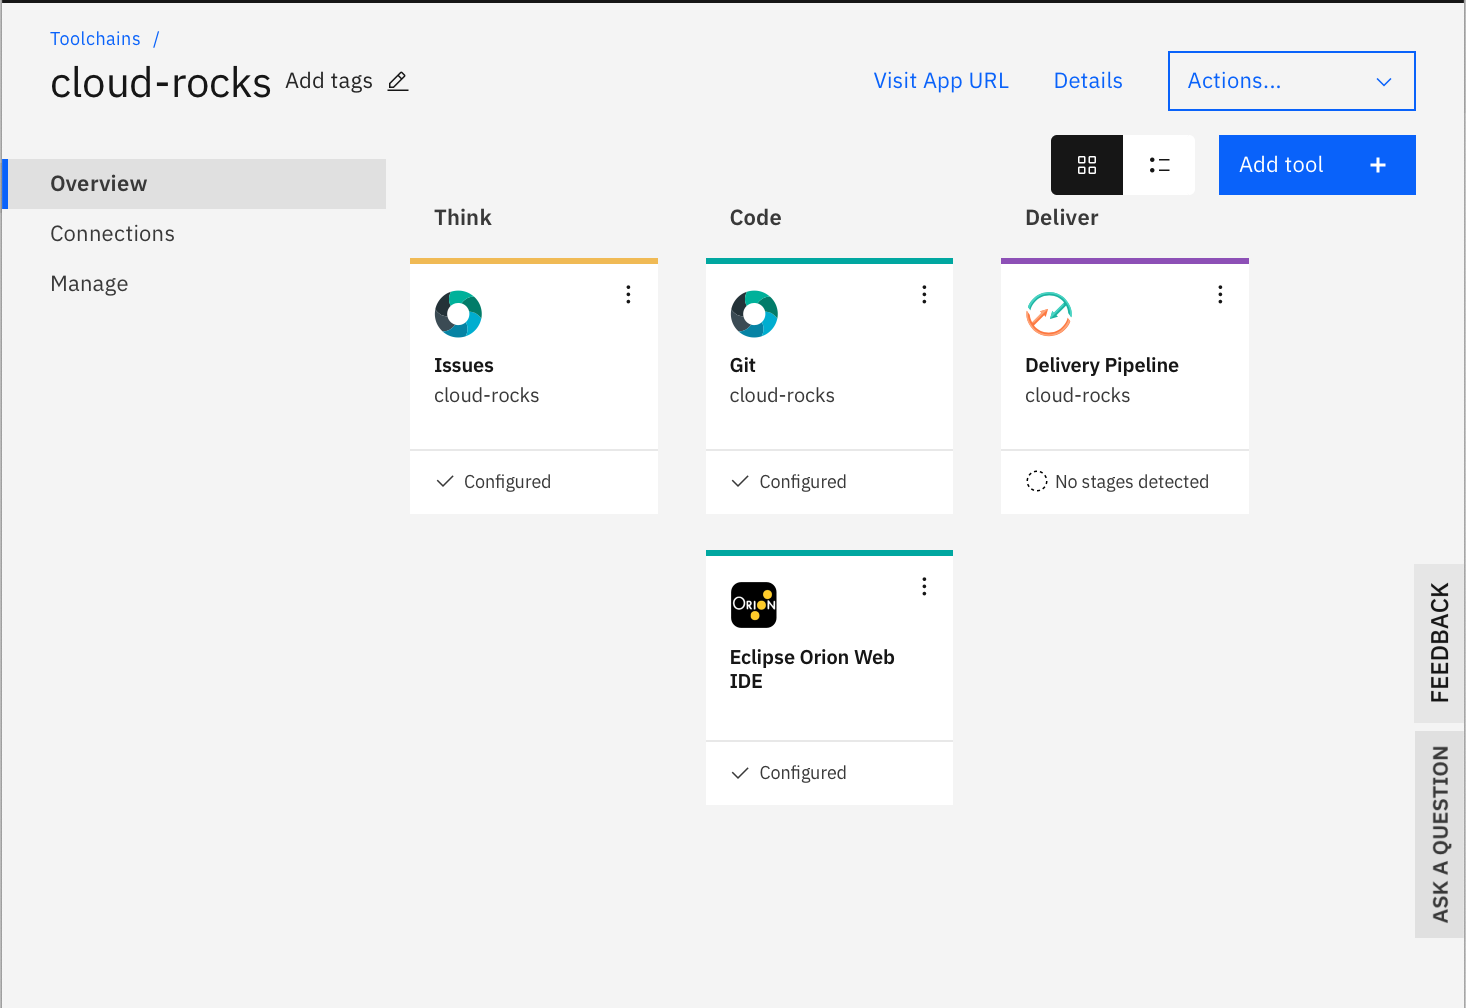 Toolchains /
cloud-rocks Add tags
Visit App URL Details Actions...
Add tool +
Overview
Connections
Manage
Think
Code
Deliver
Issues
cloud-rocks
Configured
Git
cloud-rocks
Configured
Delivery Pipeline
cloud-rocks
No stages detected
ORION
Eclipse Orion Web
IDE
Configured
FEEDBACK
ASK A QUESTION